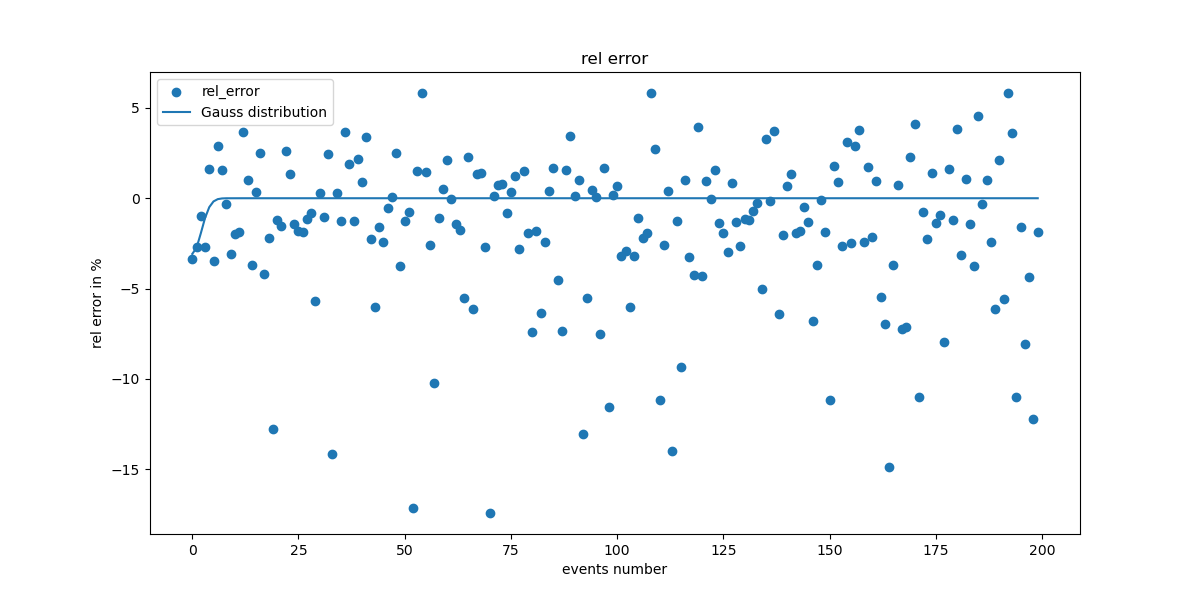 rel error
rel_error
Gauss distribution
rel error in %
5
0
−5
−10
−15
0 25 50 75 100 125 150 175 200
events number